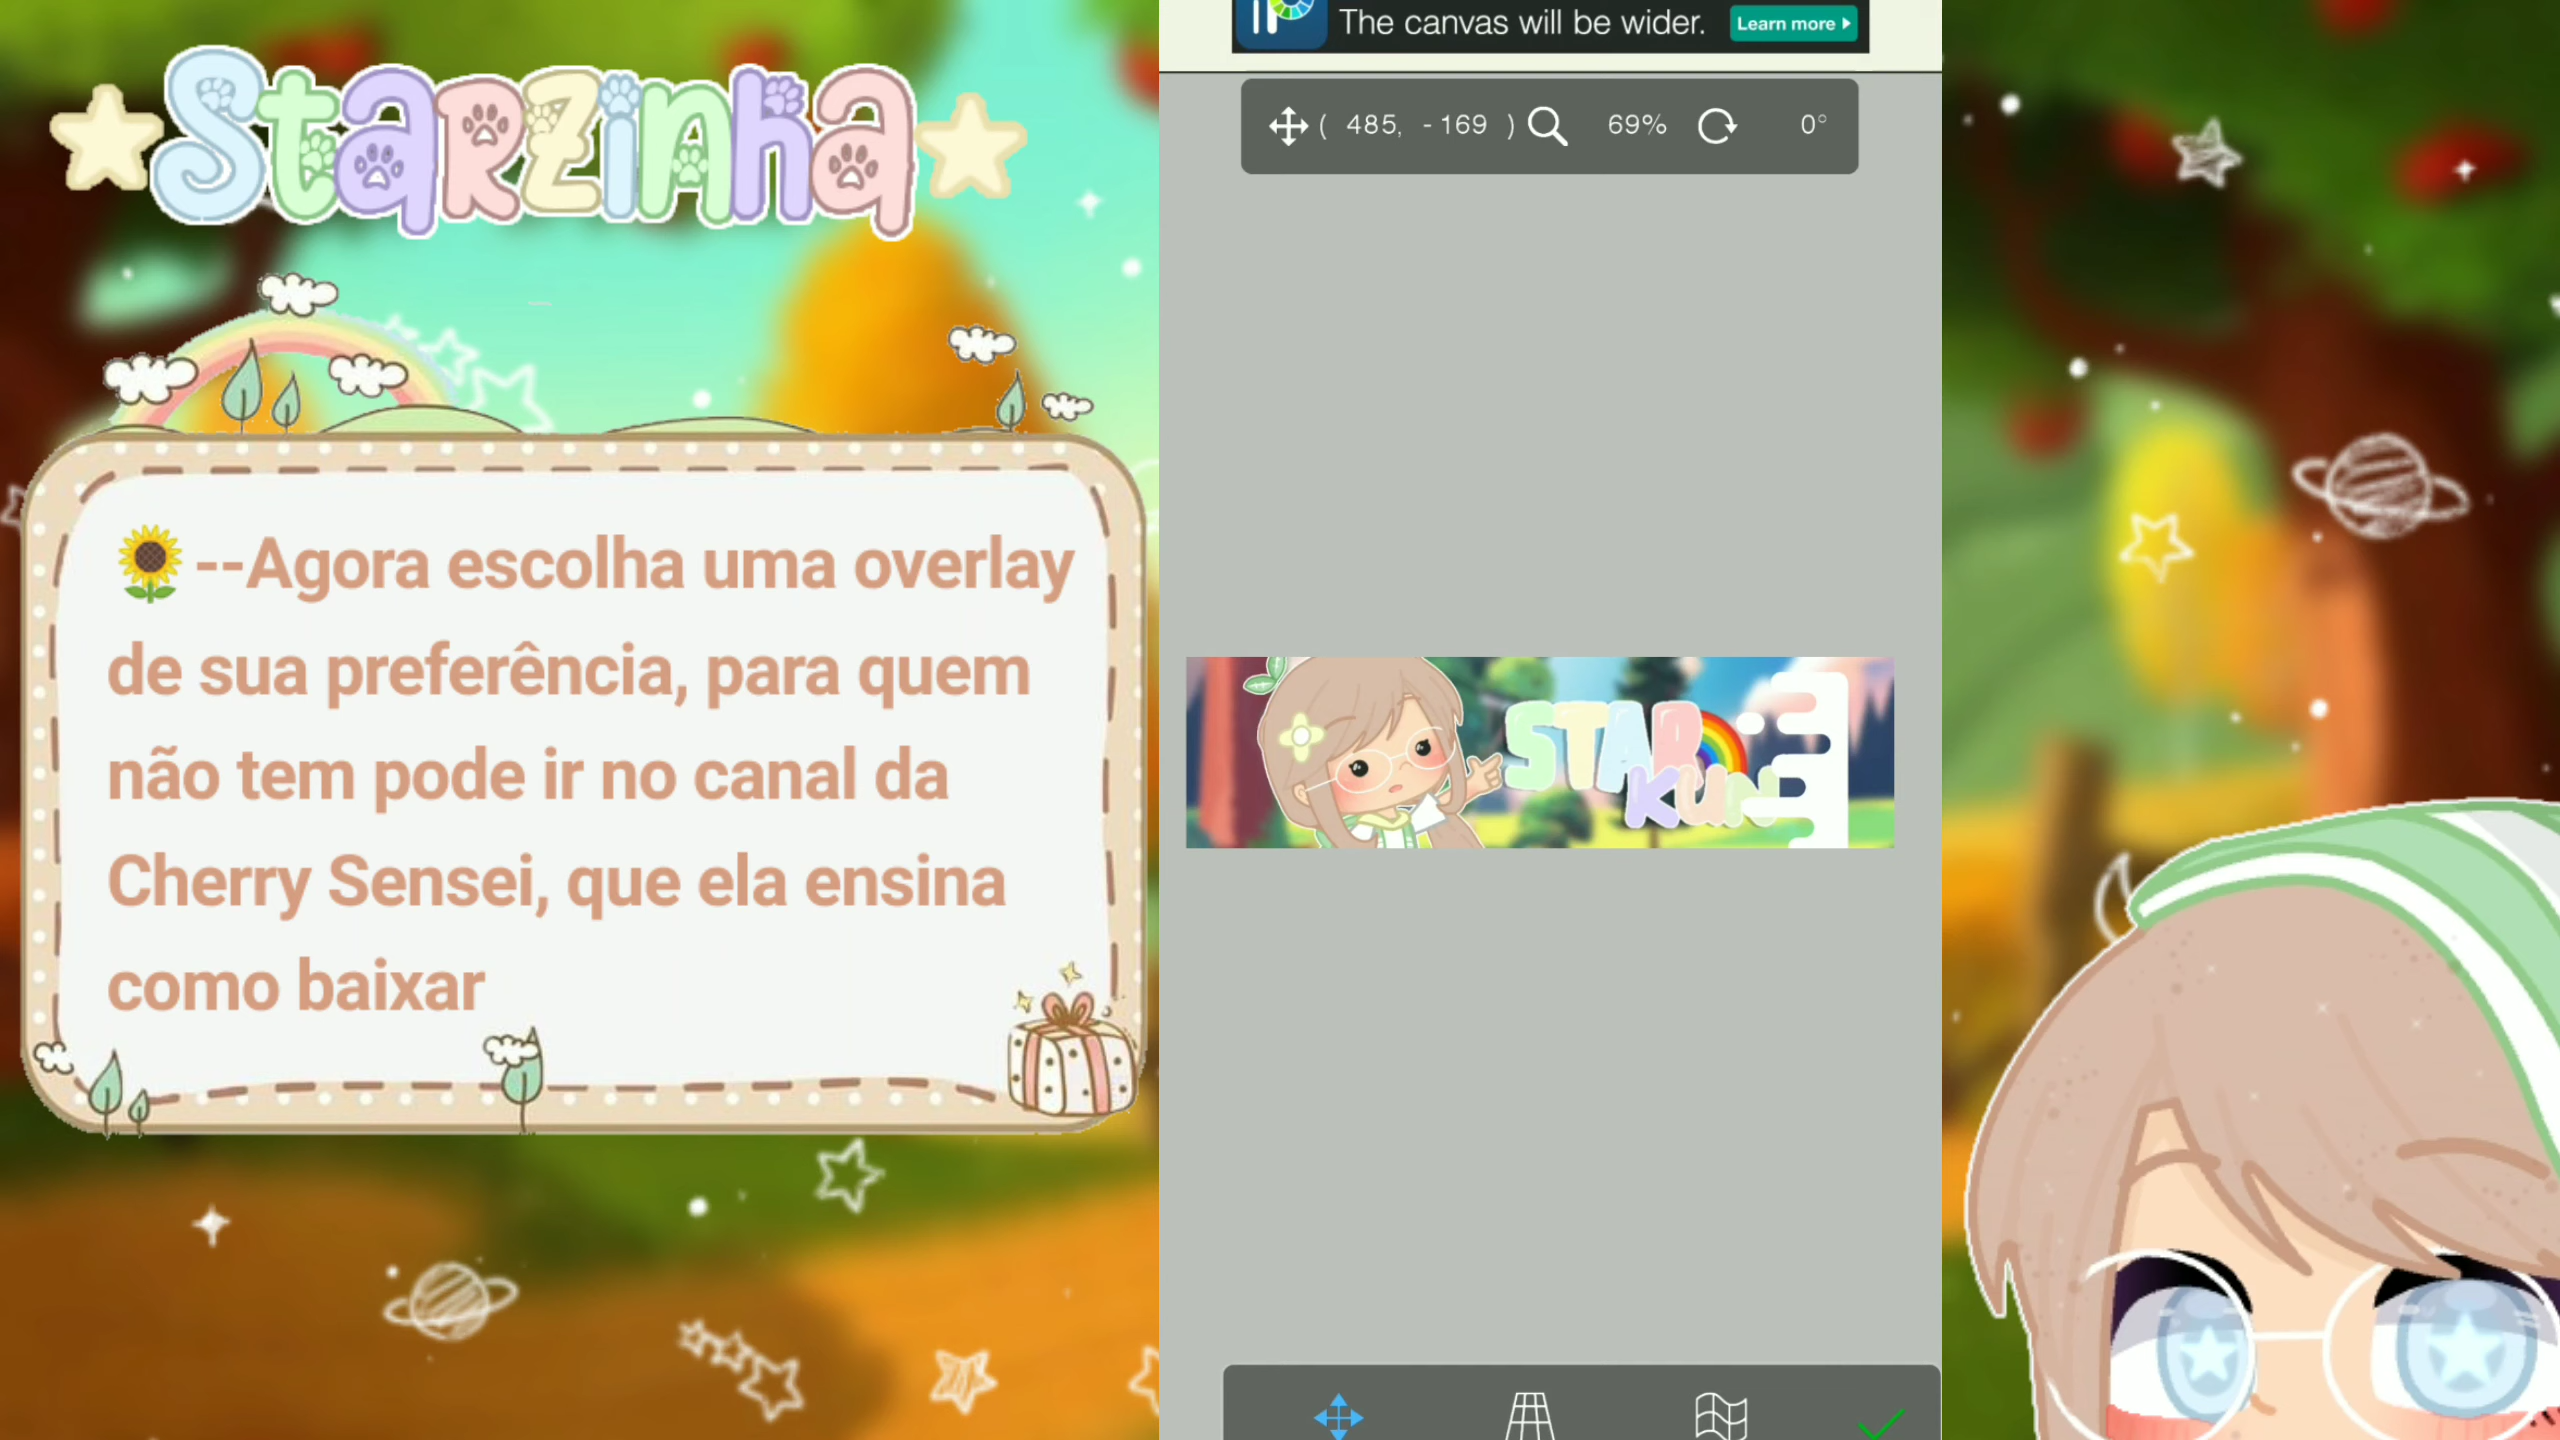 Starzinha
🌻--Agora escolha uma overlay
de sua preferência, para quem
não tem pode ir no canal da
Cherry Sensei, que ela ensina
como baixar
The canvas will be wider.
Learn more
( 485, -169 ) 69% 0°
STAR
KUN